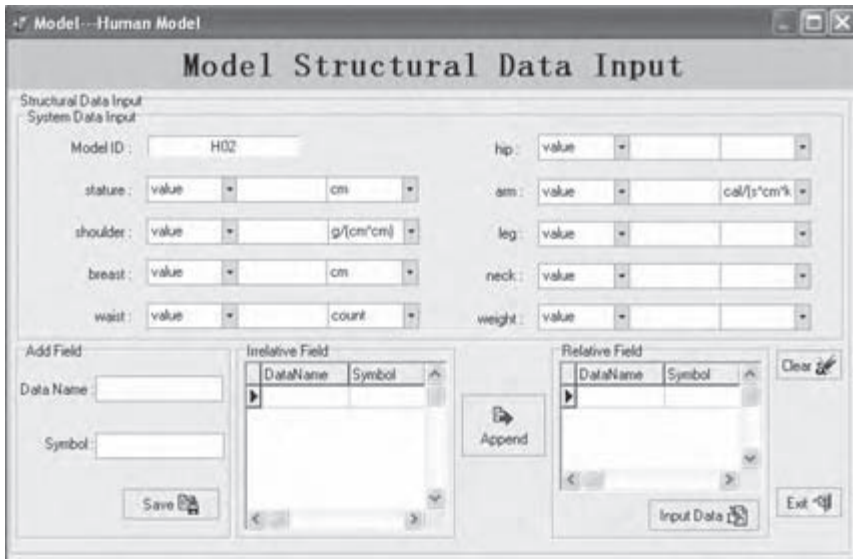 Model---Human Model
Model Structural Data Input
Structural Data Input
System Data Input
Model ID : H02
hip : value
stature : value cm
arm : value cal/[s*cm*k
shoulder : value g/(cm*cm)
leg : value
breast : value cm
neck : value
waist : value count
weight : value
Add Field
Data Name :
Symbol :
Save
Irrelative Field
DataName Symbol
Append
Relative Field
DataName Symbol
Input Data
Clear
Exit